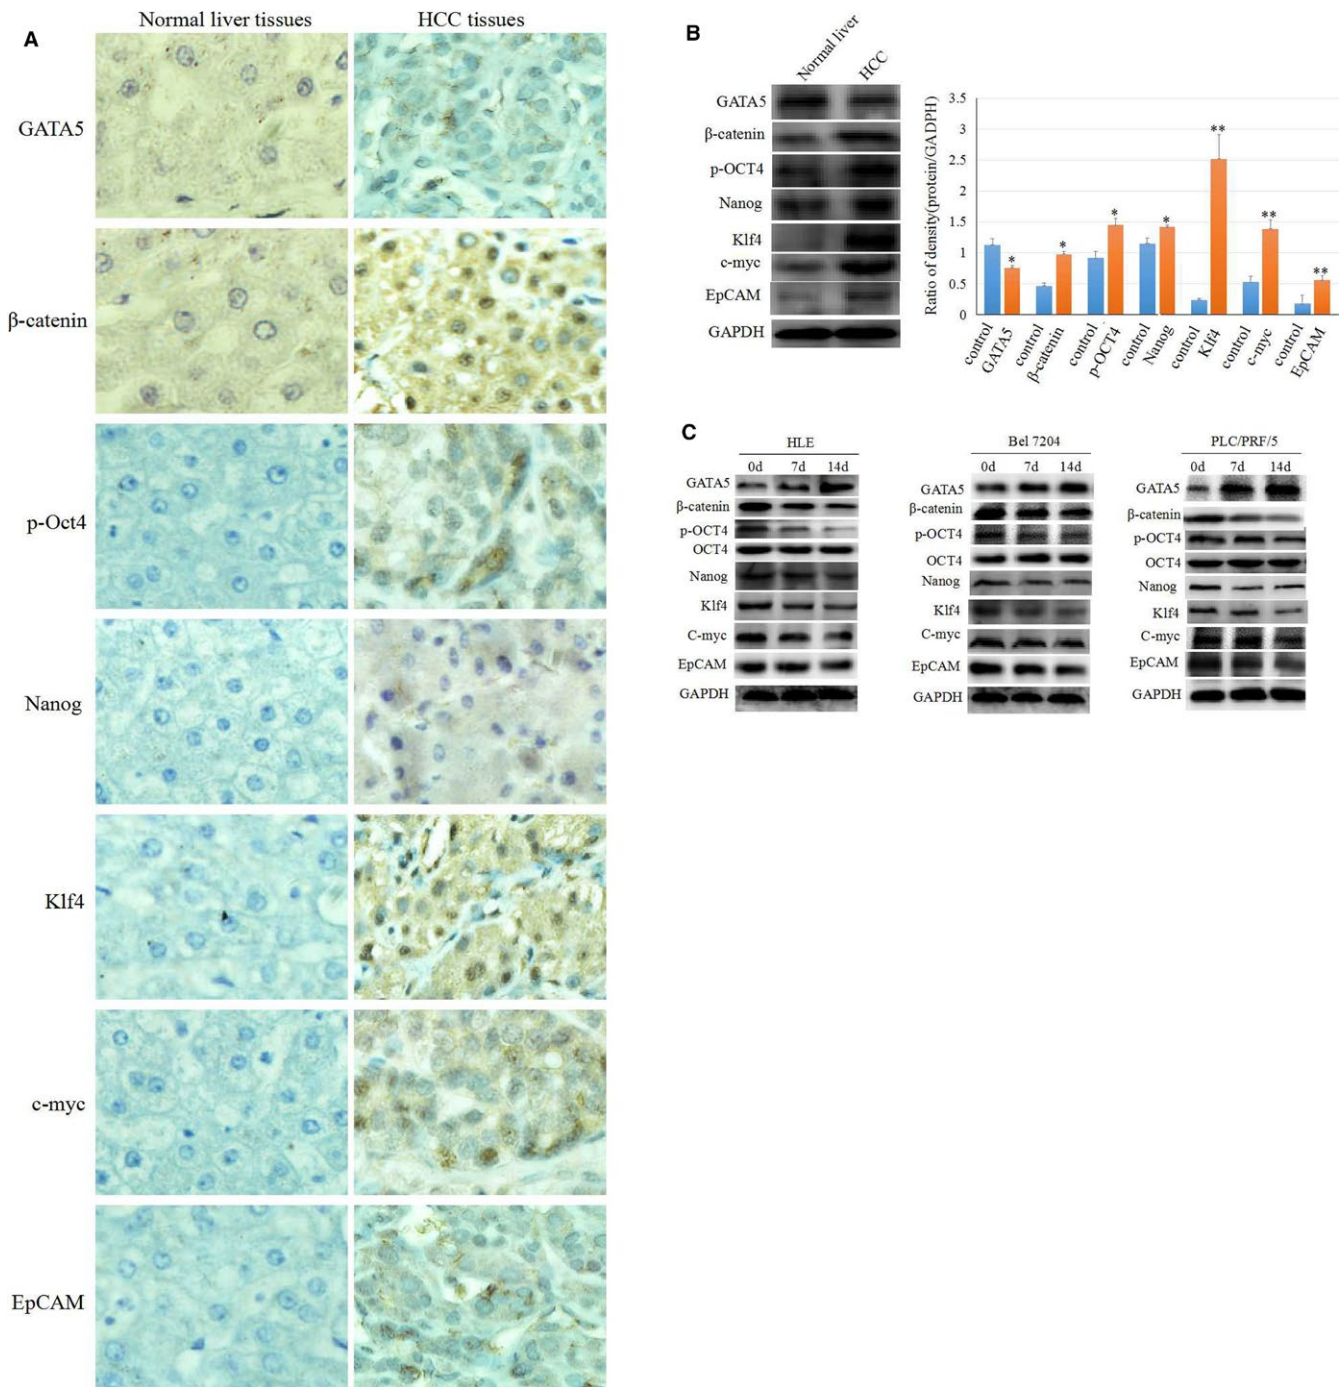 A
Normal liver tissues
HCC tissues
GATA5
β-catenin
p-Oct4
Nanog
Klf4
c-myc
EpCAM
B
Normal liver
HCC
GATA5
β-catenin
p-OCT4
Nanog
Klf4
c-myc
EpCAM
GAPDH
Ratio of density(protein/GADPH)
3.5
3
2.5
2
1.5
1
0.5
0
*
*
*
*
**
**
**
control
GATA5
control
β-catenin
control
p-OCT4
control
Nanog
control
Klf4
control
c-myc
control
EpCAM
C
HLE
0d 7d 14d
GATA5
β-catenin
p-OCT4
OCT4
Nanog
Klf4
C-myc
EpCAM
GAPDH
Bel 7204
0d 7d 14d
GATA5
β-catenin
p-OCT4
OCT4
Nanog
Klf4
C-myc
EpCAM
GAPDH
PLC/PRF/5
0d 7d 14d
GATA5
β-catenin
p-OCT4
OCT4
Nanog
Klf4
C-myc
EpCAM
GAPDH